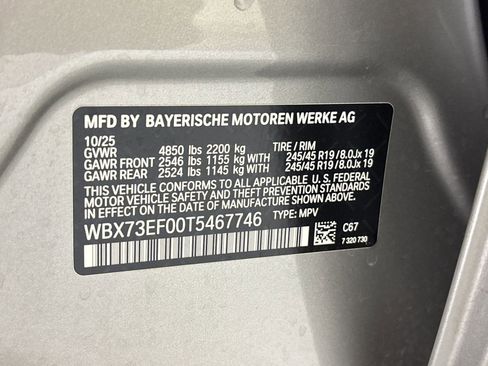 MFD BY BAYERISCHE MOTOREN WERKE AG
10/25
GVWR 4850 lbs 2200 kg TIRE / RIM
GAWR FRONT 2546 lbs 1155 kg WITH 245/45 R19 / 8.0Jx 19
GAWR REAR 2524 lbs 1145 kg WITH 245/45 R19 / 8.0Jx 19
THIS VEHICLE CONFORMS TO ALL APPLICABLE U. S. FEDERAL
MOTOR VEHICLE SAFETY AND THEFT PREVENTION STANDARDS
IN EFFECT ON THE DATE OF MANUFACTURE SHOWN ABOVE.
WBX73EF00T5467746 TYPE: MPV
C67
7 320 730